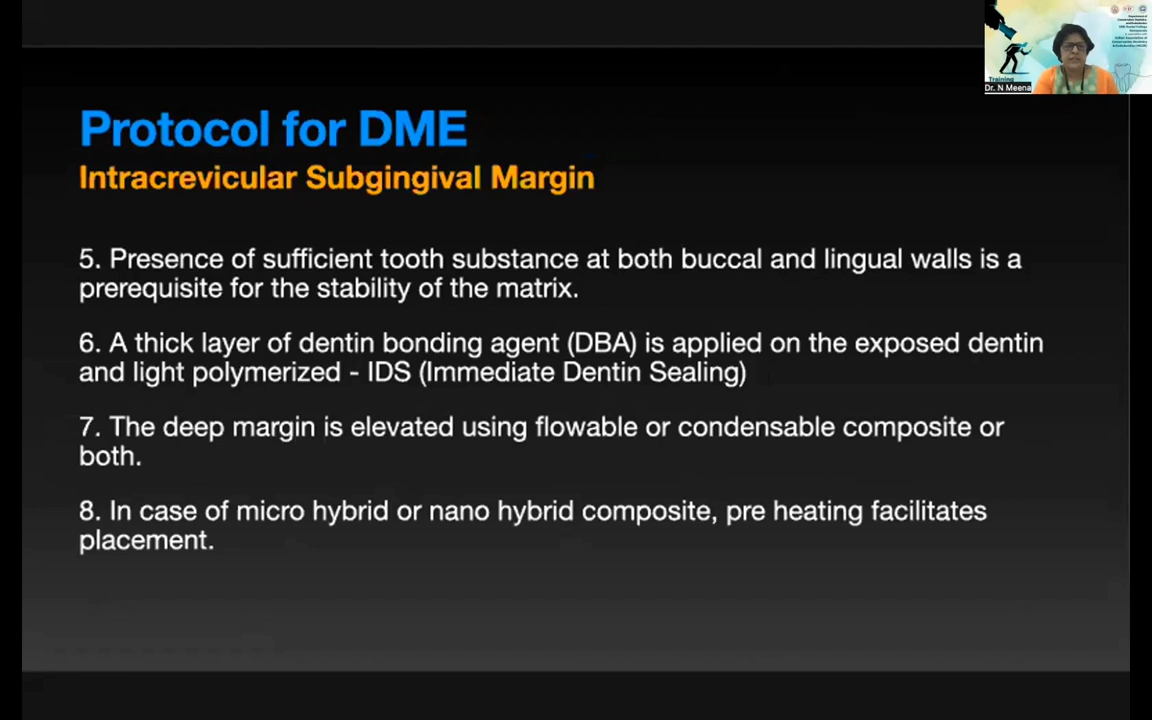 Protocol for DME
Intracrevicular Subgingival Margin
5. Presence of sufficient tooth substance at both buccal and lingual walls is a
prerequisite for the stability of the matrix.
6. A thick layer of dentin bonding agent (DBA) is applied on the exposed dentin
and light polymerized - IDS (Immediate Dentin Sealing)
7. The deep margin is elevated using flowable or condensable composite or
both.
8. In case of micro hybrid or nano hybrid composite, pre heating facilitates
placement.
Training
Dr. N Meena